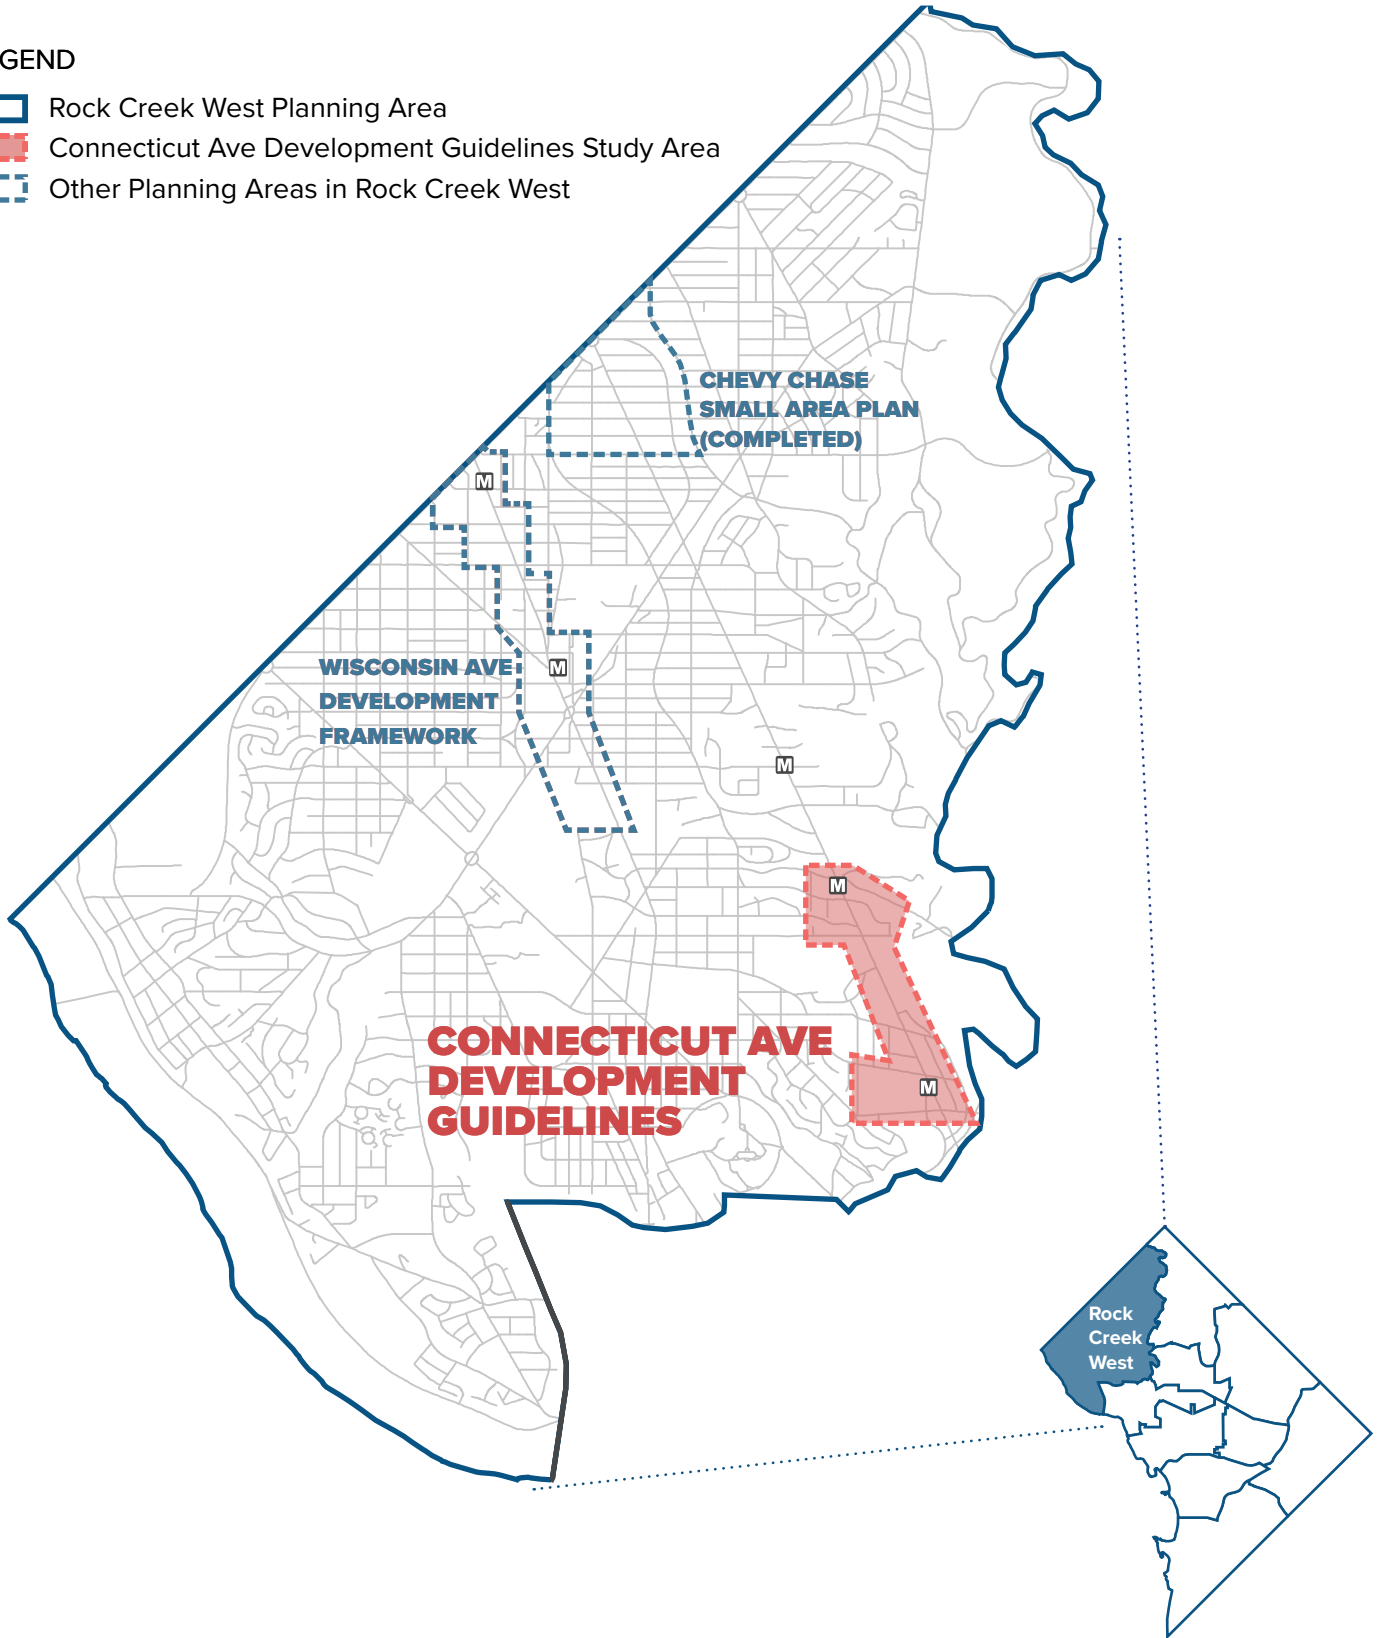 GEND
Rock Creek West Planning Area
Connecticut Ave Development Guidelines Study Area
Other Planning Areas in Rock Creek West
CHEVY CHASE
SMALL AREA PLAN
(COMPLETED)
M
WISCONSIN AVE
DEVELOPMENT
FRAMEWORK
M
M
M
CONNECTICUT AVE
DEVELOPMENT
GUIDELINES
M
Rock
Creek
West